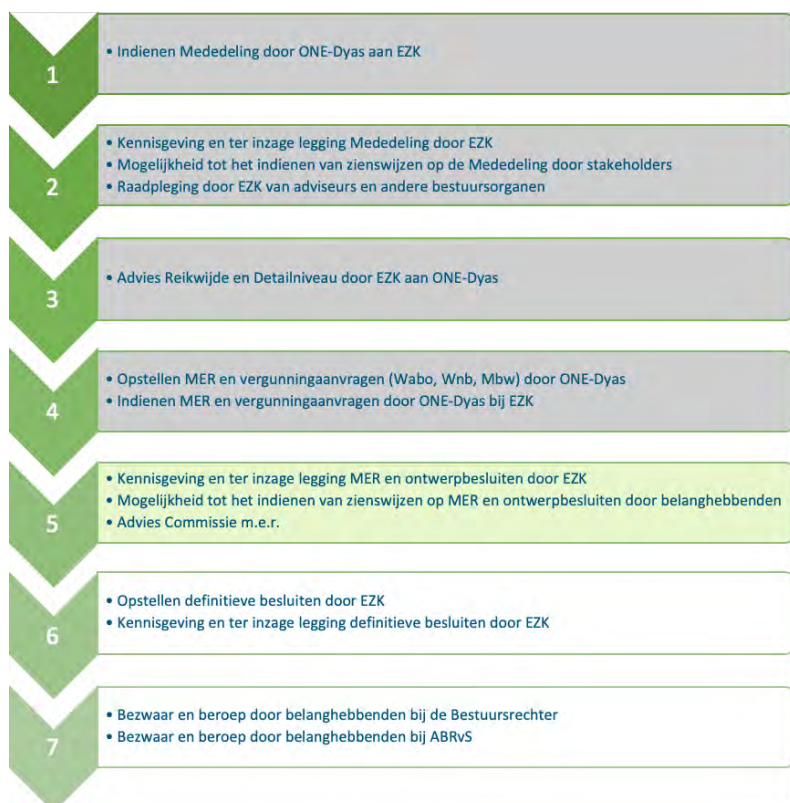 1
• Indienen Mededeling door ONE-Dyas aan EZK
2
• Kennisgeving en ter inzage legging Mededeling door EZK
• Mogelijkheid tot het indienen van zienswijzen op de Mededeling door stakeholders
• Raadpleging door EZK van adviseurs en andere bestuursorganen
3
• Advies Reikwijde en Detailniveau door EZK aan ONE-Dyas
4
• Opstellen MER en vergunningaanvragen (Wabo, Wnb, Mbw) door ONE-Dyas
• Indienen MER en vergunningaanvragen door ONE-Dyas bij EZK
5
• Kennisgeving en ter inzage legging MER en ontwerpbesluiten door EZK
• Mogelijkheid tot het indienen van zienswijzen op MER en ontwerpbesluiten door belanghebbenden
• Advies Commissie m.e.r.
6
• Opstellen definitieve besluiten door EZK
• Kennisgeving en ter inzage legging definitieve besluiten door EZK
7
• Bezwaar en beroep door belanghebbenden bij de Bestuursrechter
• Bezwaar en beroep door belanghebbenden bij ABRvS